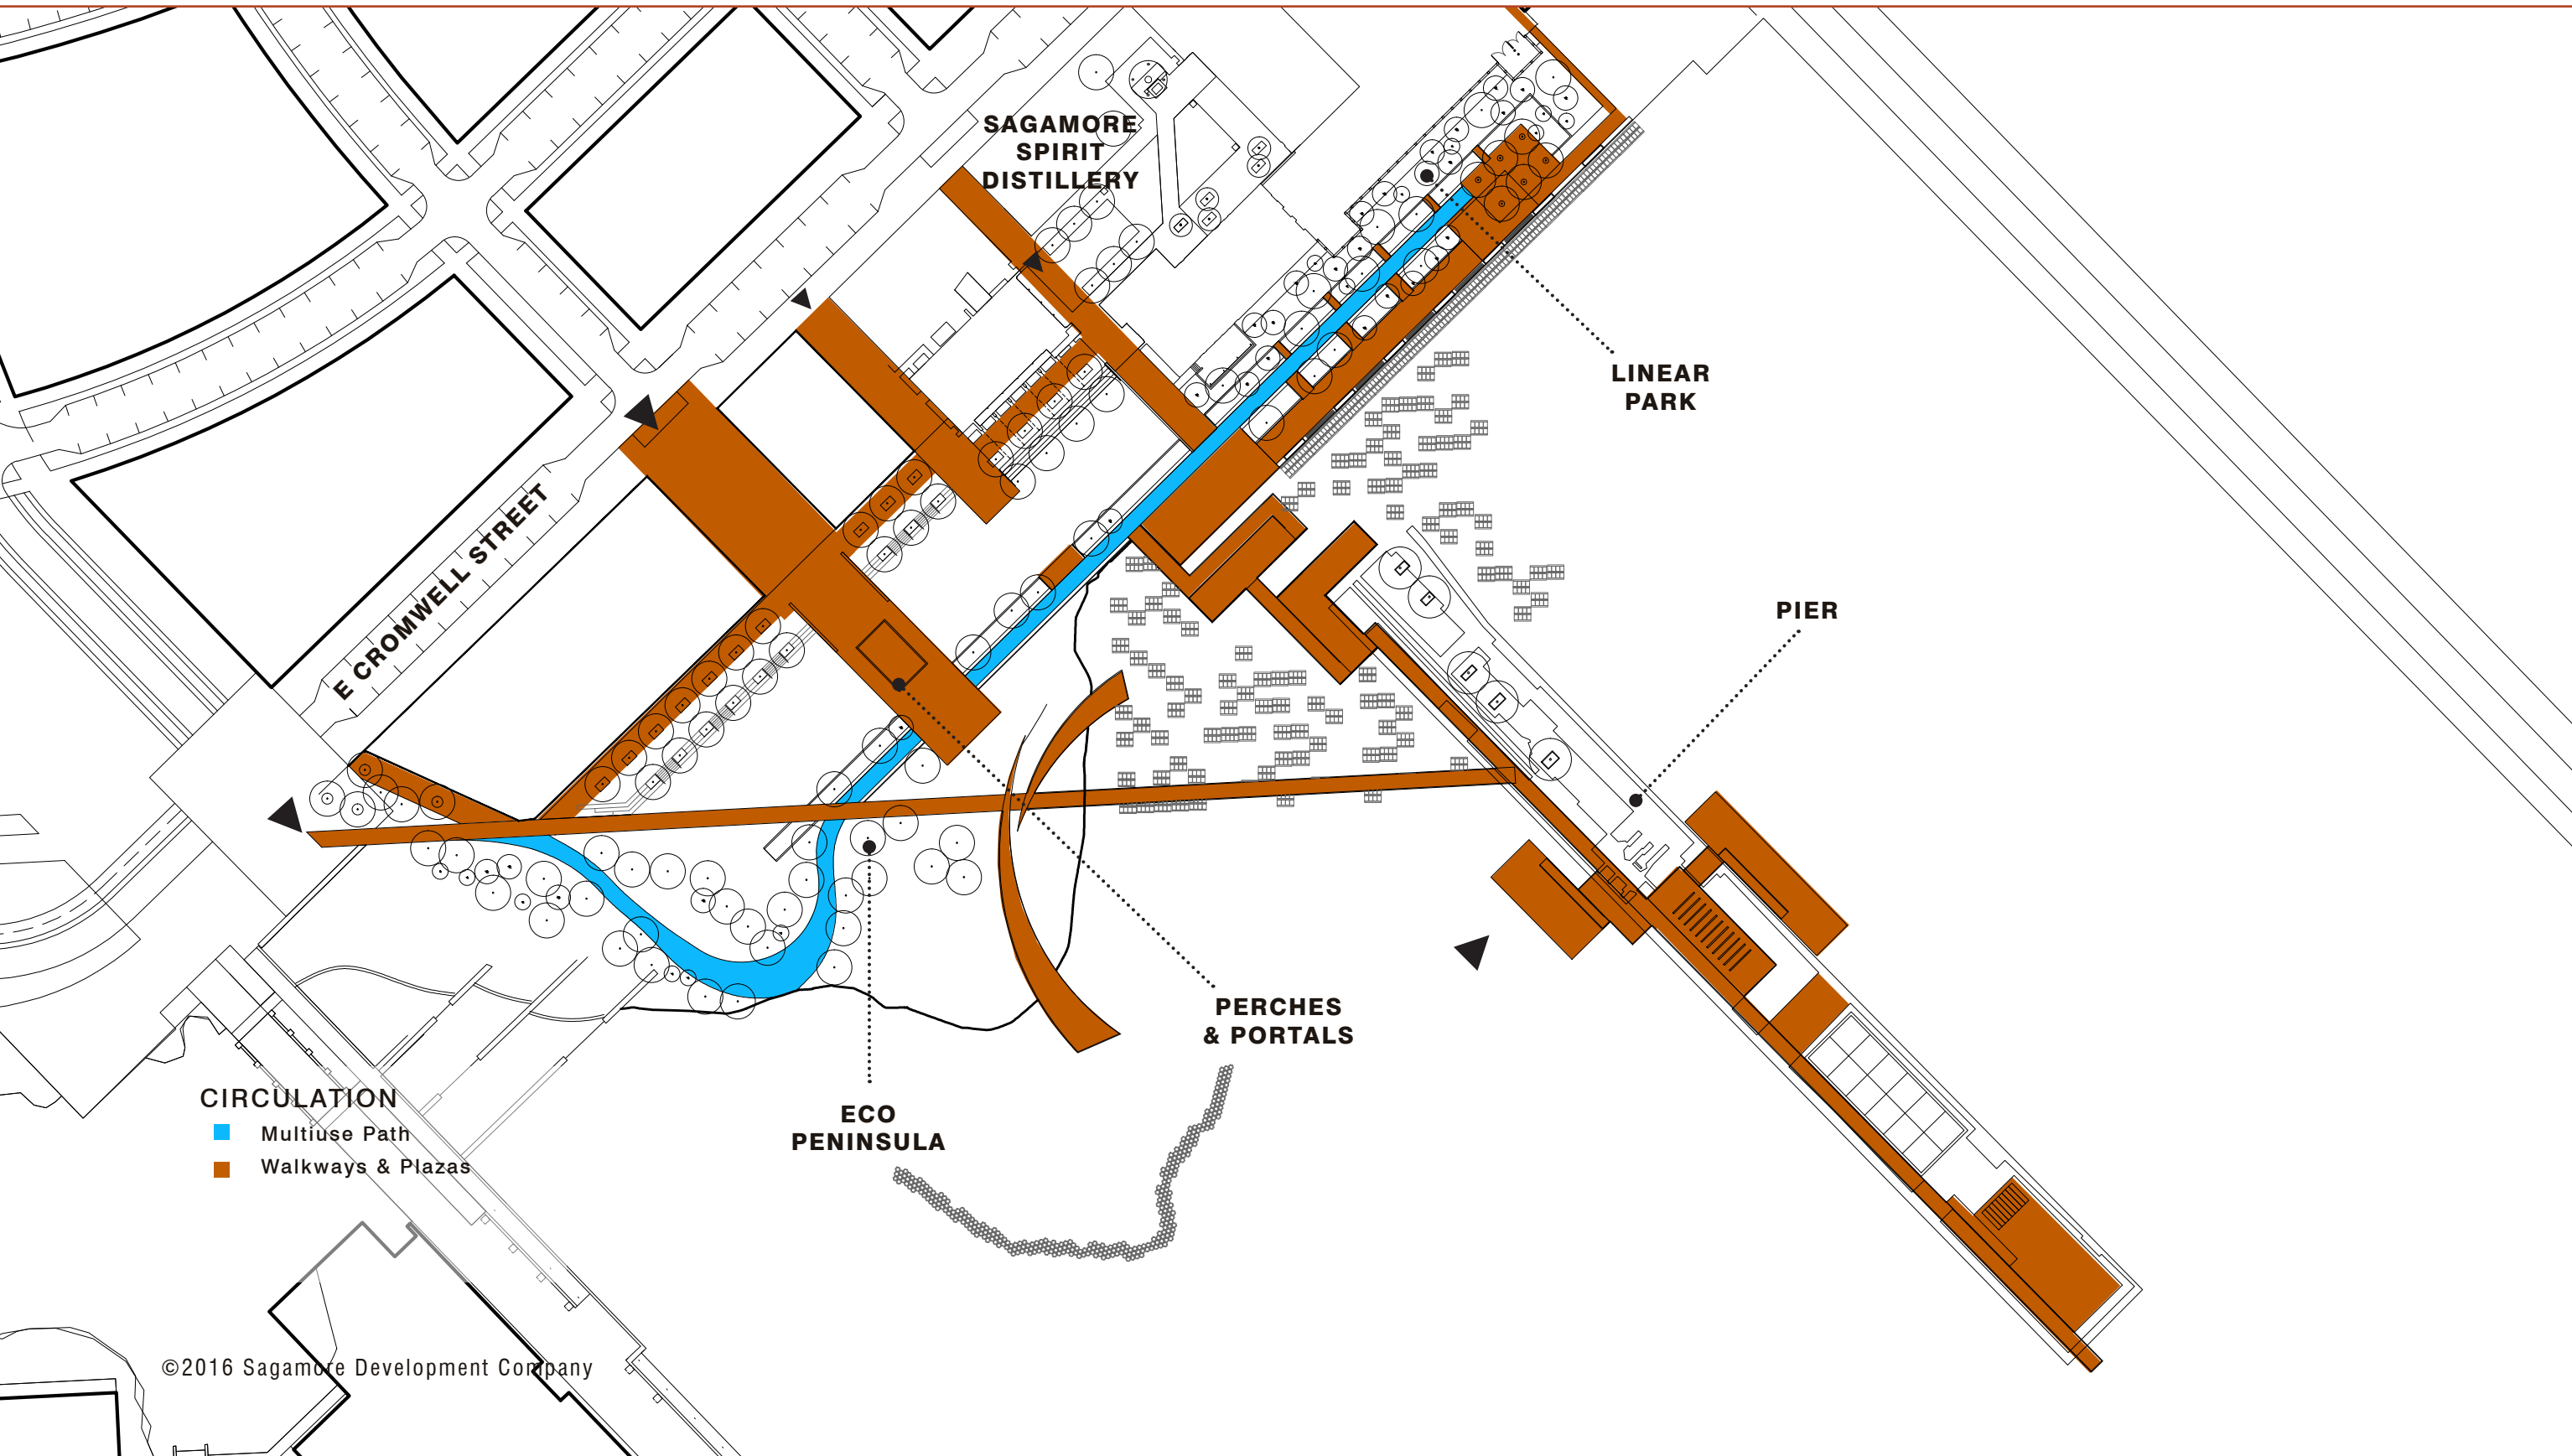 SAGAMORE
SPIRIT
DISTILLERY
LINEAR
PARK
E CROMWELL STREET
PIER
PERCHES
& PORTALS
ECO
PENINSULA
CIRCULATION
Multiuse Path
Walkways & Plazas
©2016 Sagamore Development Company